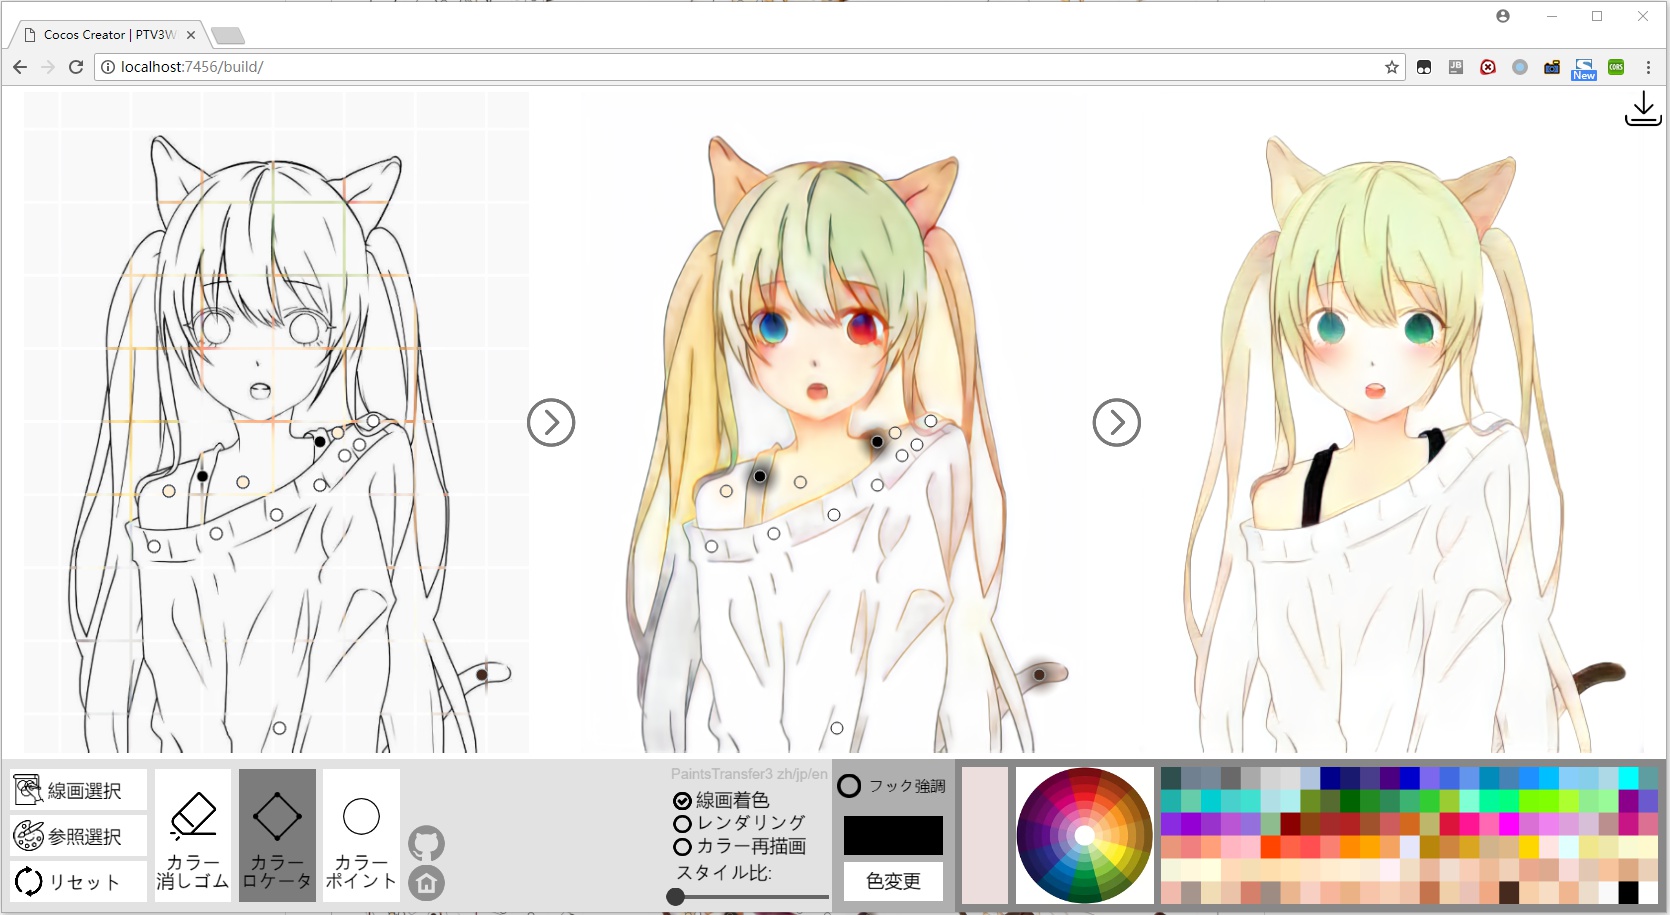 Cocos Creator | PTV3W
localhost:7456/build/
JB
New
CORS
線画選択
参照選択
リセット
カラー
消しゴム
カラー
ロケータ
カラー
ポイント
PaintsTransfer3 zh/jp/en
線画着色
レンダリング
カラー再描画
スタイル比:
フック強調
色変更